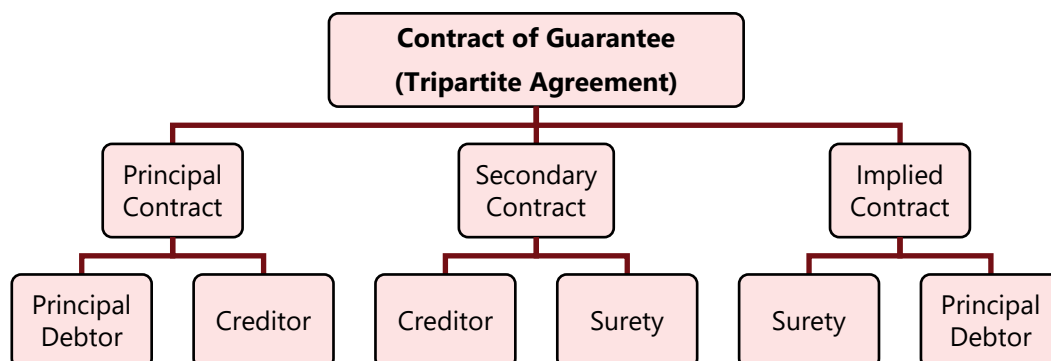 Contract of Guarantee
(Tripartite Agreement)
Principal
Contract
Secondary
Contract
Implied
Contract
Principal
Debtor
Creditor
Creditor
Surety
Surety
Principal
Debtor